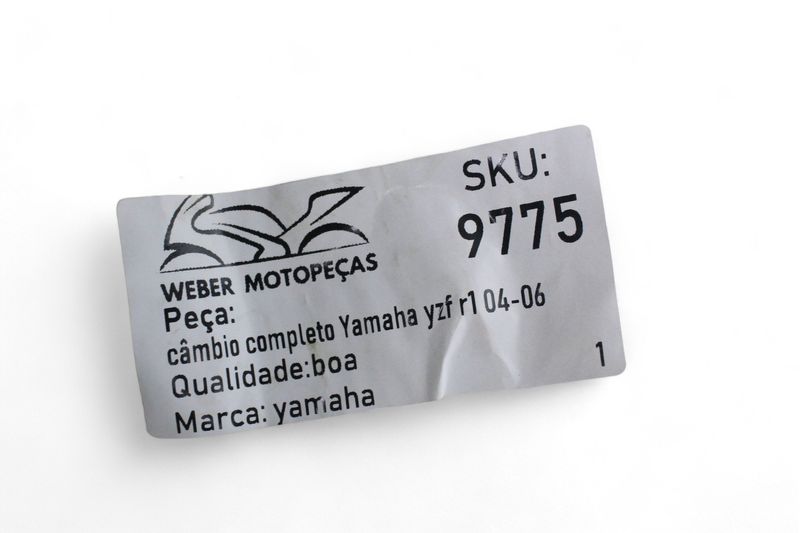 WEBER MOTOPEÇAS
SKU:
9775
Peça:
câmbio completo Yamaha yzf r1 04-06
Qualidade:boa
Marca: yamaha
1